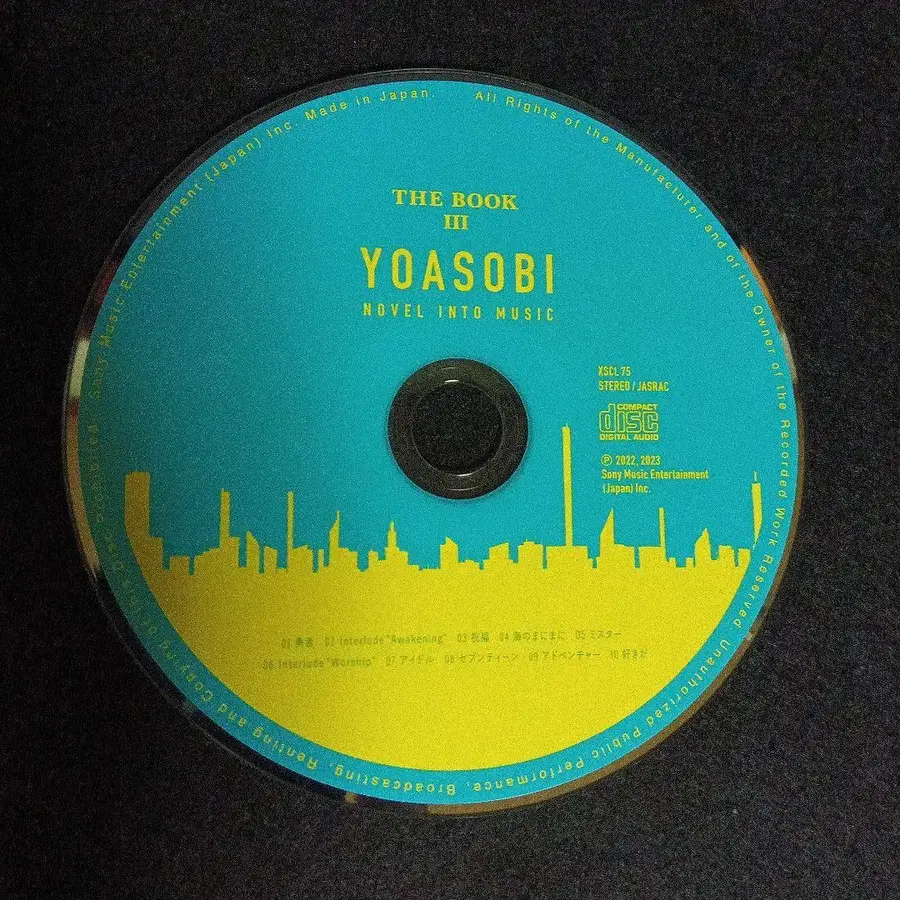 THE BOOK
III
YOASOBI
NOVEL INTO MUSIC
XSCL 75
STEREO / JASRAC
COMPACT
disc
DIGITAL AUDIO
Ⓟ 2022, 2023
Sony Music Entertainment
(Japan) Inc.
01 勇者 02 Interlude "Awakening" 03 祝福 04 海のまにまに 05 ミスター
06 Interlude "Worship" 07 アイドル 08 セブンティーン 09 アドベンチャー 10 好きだ
All Rights of the Manufacturer and of the Owner of the Recorded Work Reserved. Unauthorized Public Performance, Broadcasting, Renting and Copying of This Disc Prohibited. Sony Music Entertainment (Japan) Inc. Made in Japan.